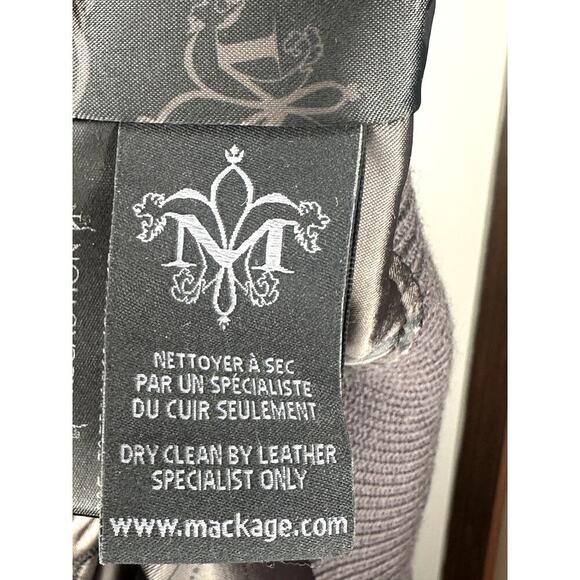 M
NETTOYER À SEC
PAR UN SPÉCIALISTE
DU CUIR SEULEMENT
DRY CLEAN BY LEATHER
SPECIALIST ONLY
www.mackage.com